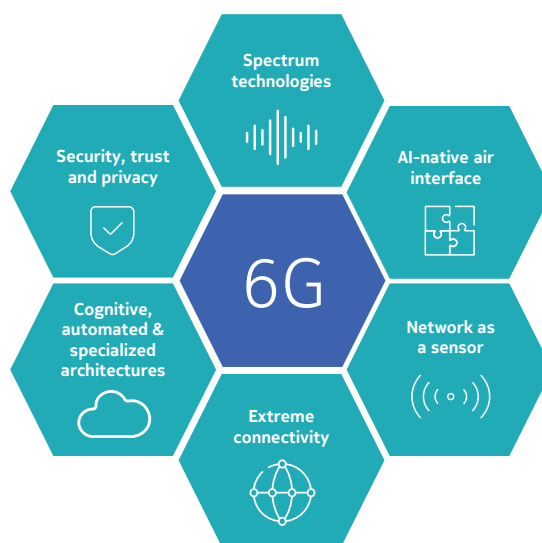 Spectrum
technologies
Security, trust
and privacy
AI-native air
interface
6G
Cognitive,
automated &
specialized
architectures
Network as
a sensor
Extreme
connectivity